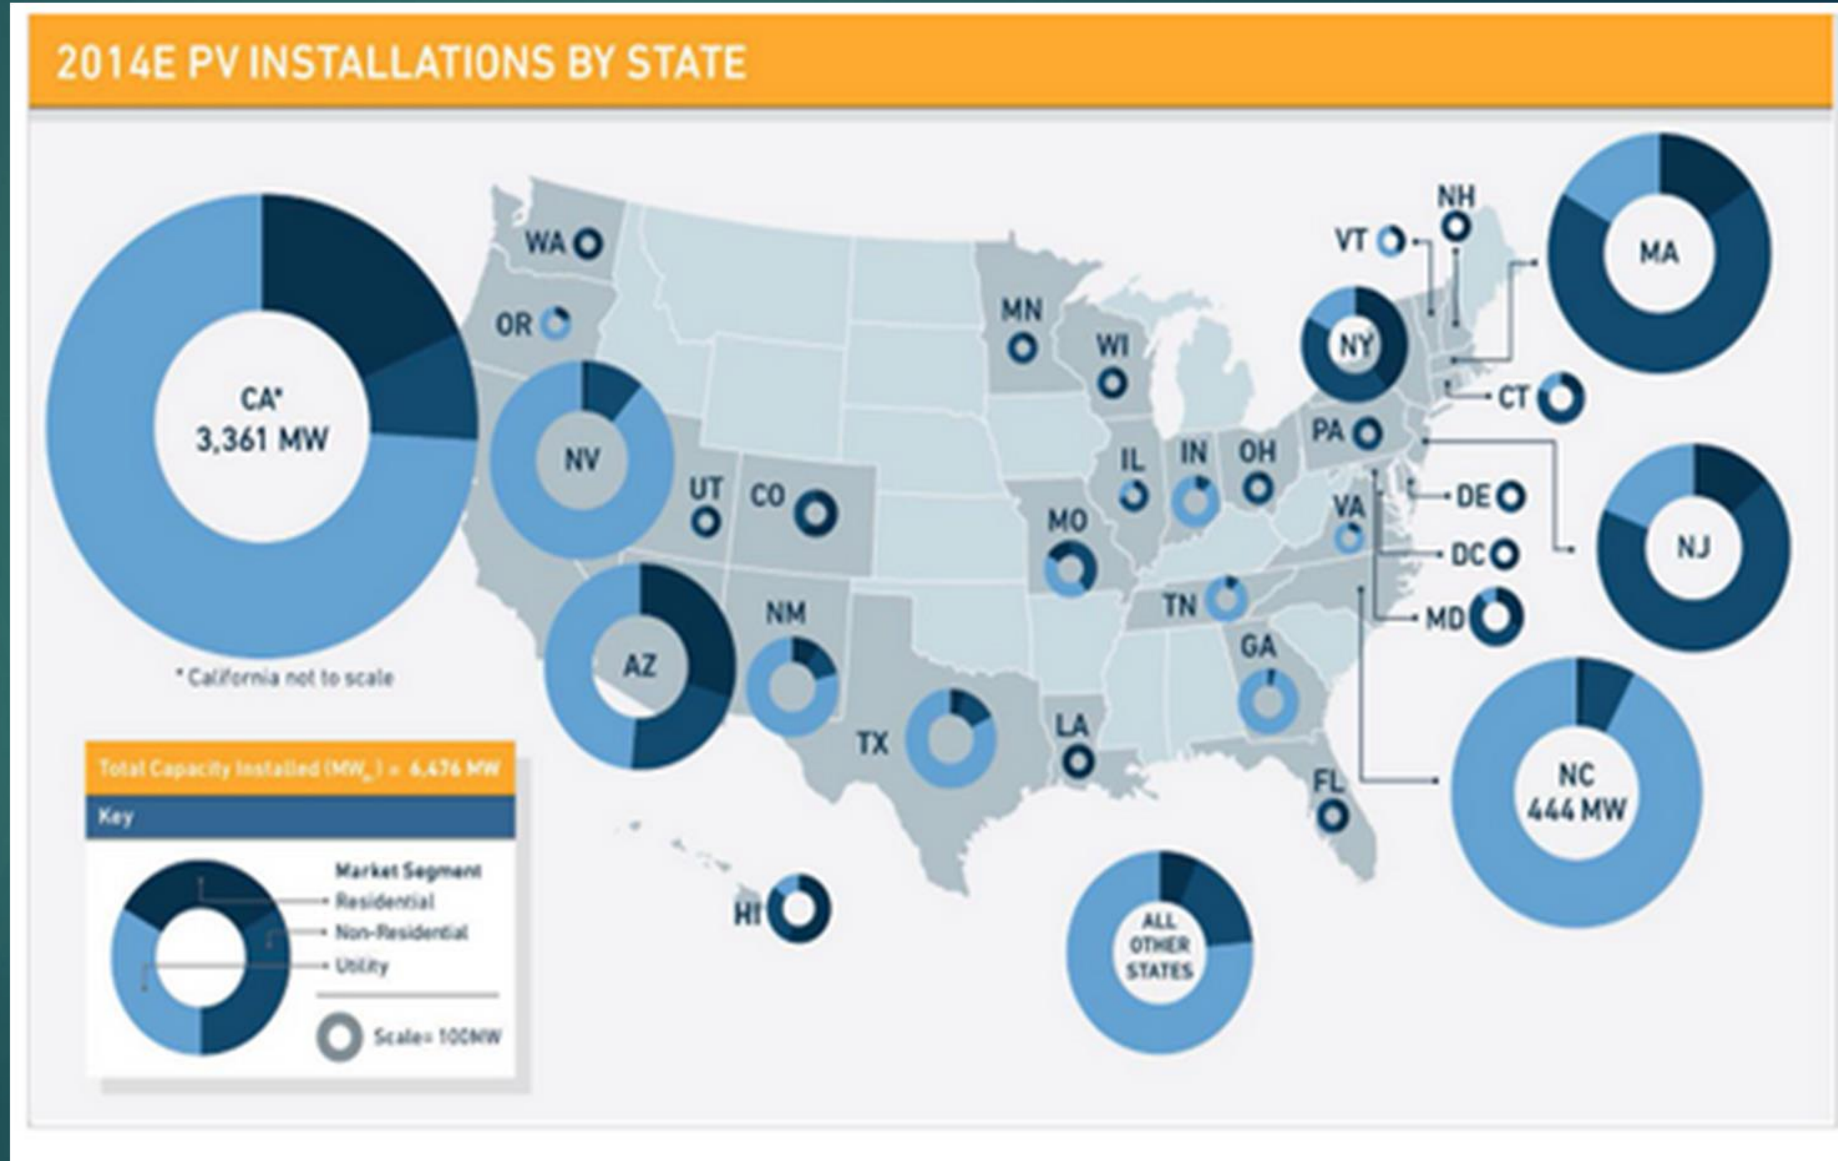 2014E PV INSTALLATIONS BY STATE
CA*
3,361 MW
* California not to scale
WA
OR
NV
UT
CO
AZ
NM
TX
MN
WI
IL
IN
OH
MO
TN
GA
LA
FL
HI
VT
NH
MA
NY
CT
PA
NJ
VA
DE
DC
MD
NC
444 MW
ALL
OTHER
STATES
Total Capacity Installed (MW) = 6,476 MW
Key
Market Segment
Residential
Non-Residential
Utility
Scale= 100MW